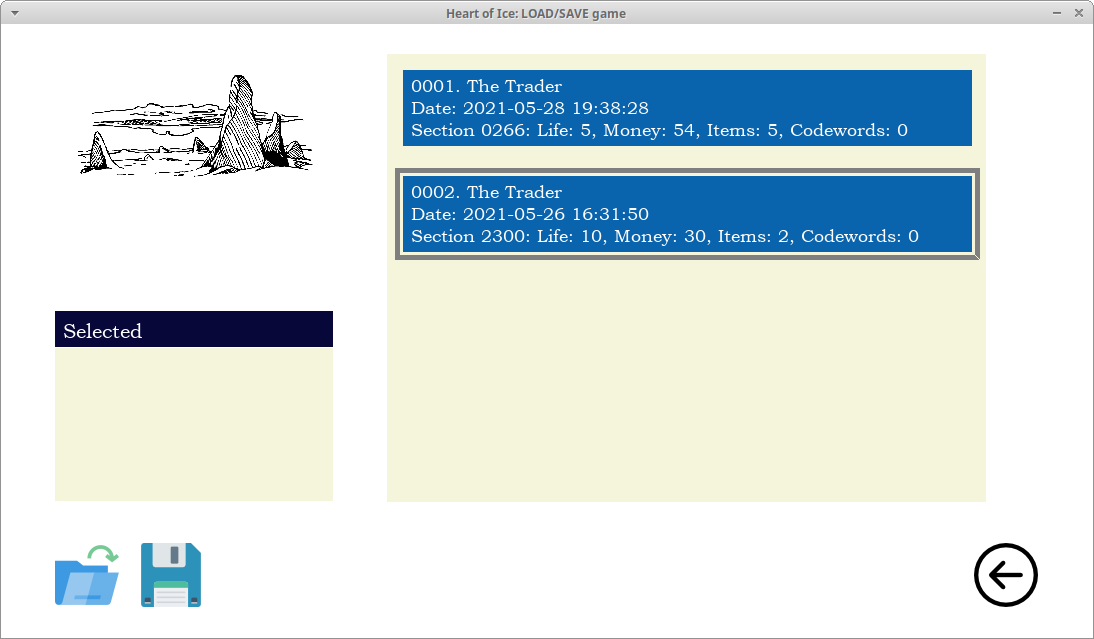 Heart of Ice: LOAD/SAVE game
0001. The Trader
Date: 2021-05-28 19:38:28
Section 0266: Life: 5, Money: 54, Items: 5, Codewords: 0
0002. The Trader
Date: 2021-05-26 16:31:50
Section 2300: Life: 10, Money: 30, Items: 2, Codewords: 0
Selected